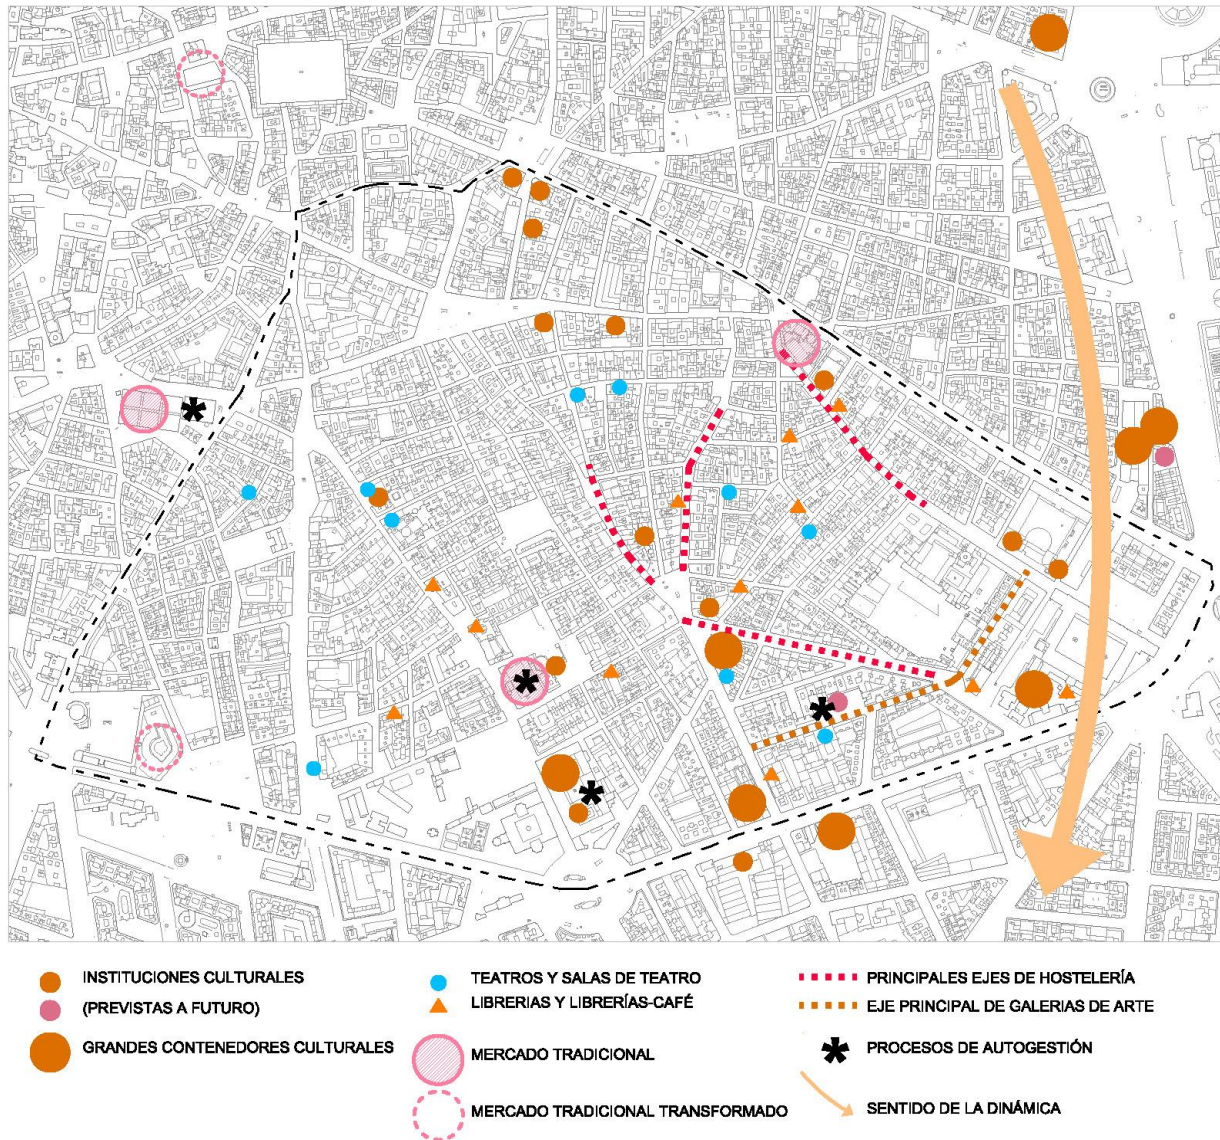 INSTITUCIONES CULTURALES
(PREVISTAS A FUTURO)
GRANDES CONTENEDORES CULTURALES
TEATROS Y SALAS DE TEATRO
LIBRERIAS Y LIBRERÍAS-CAFÉ
MERCADO TRADICIONAL
MERCADO TRADICIONAL TRANSFORMADO
PRINCIPALES EJES DE HOSTELERÍA
EJE PRINCIPAL DE GALERIAS DE ARTE
PROCESOS DE AUTOGESTIÓN
SENTIDO DE LA DINÁMICA